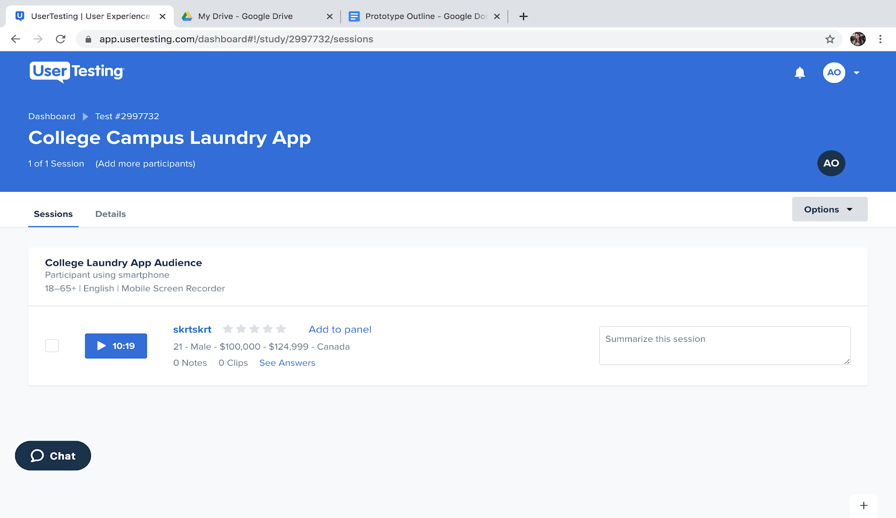 UserTesting | User Experience
My Drive - Google Drive
Prototype Outline - Google Do
app.usertesting.com/dashboard#!/study/2997732/sessions
UserTesting
AO
Dashboard Test #2997732
College Campus Laundry App
1 of 1 Session (Add more participants)
AO
Sessions Details
Options
College Laundry App Audience
Participant using smartphone
18–65+ | English | Mobile Screen Recorder
10:19
skrtskrt Add to panel
21 - Male - $100,000 - $124,999 - Canada
0 Notes 0 Clips See Answers
Summarize this session
Chat